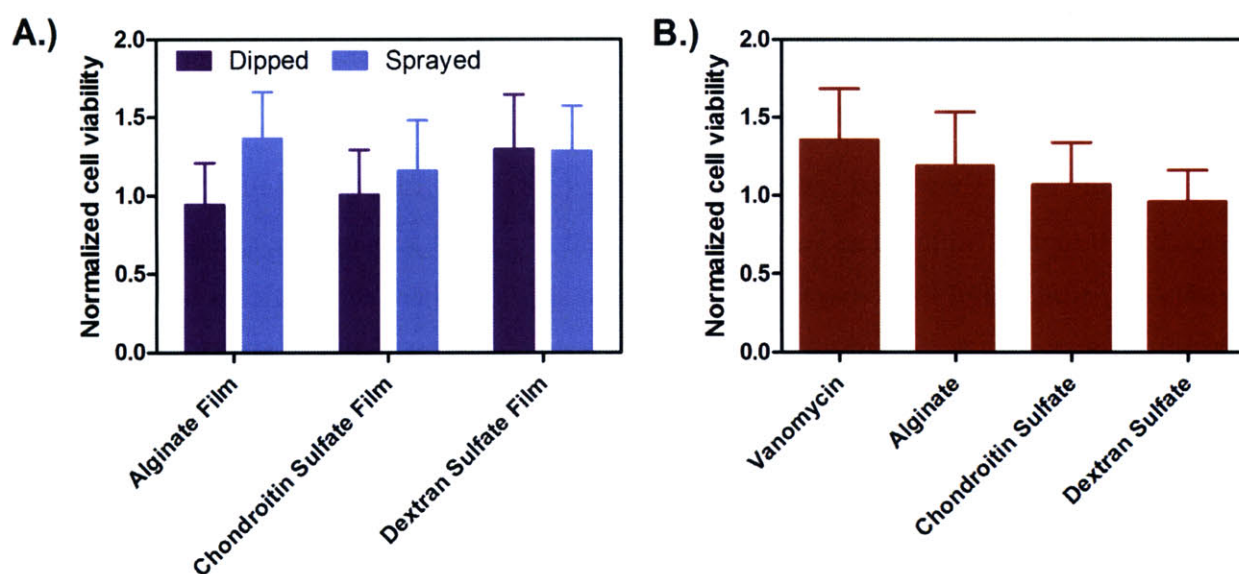 A.)
Normalized cell viability
2.0
1.5
1.0
0.5
0.0
Dipped
Sprayed
Alginate Film
Chondroitin Sulfate Film
Dextran Sulfate Film
B.)
Normalized cell viability
2.0
1.5
1.0
0.5
0.0
Vanomycin
Alginate
Chondroitin Sulfate
Dextran Sulfate